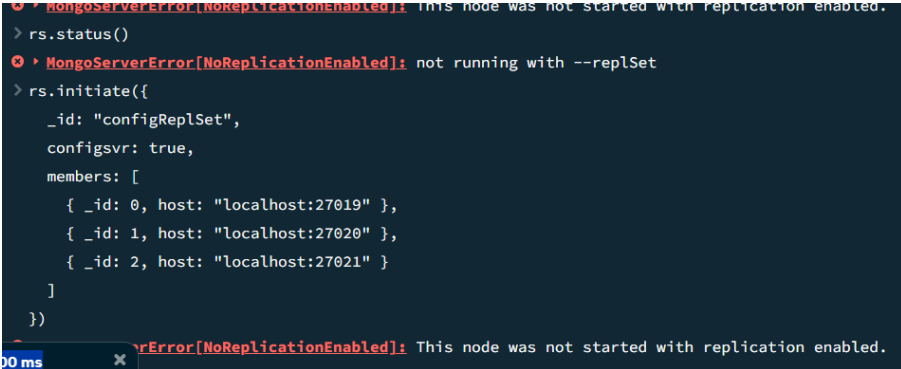 MongoServerError[NoReplicationEnabled]: This node was not started with replication enabled.
> rs.status()
MongoServerError[NoReplicationEnabled]: not running with --replSet
> rs.initiate({
_id: "configReplSet",
configsvr: true,
members: [
{ _id: 0, host: "localhost:27019" },
{ _id: 1, host: "localhost:27020" },
{ _id: 2, host: "localhost:27021" }
]
})
rError[NoReplicationEnabled]: This node was not started with replication enabled.
00 ms